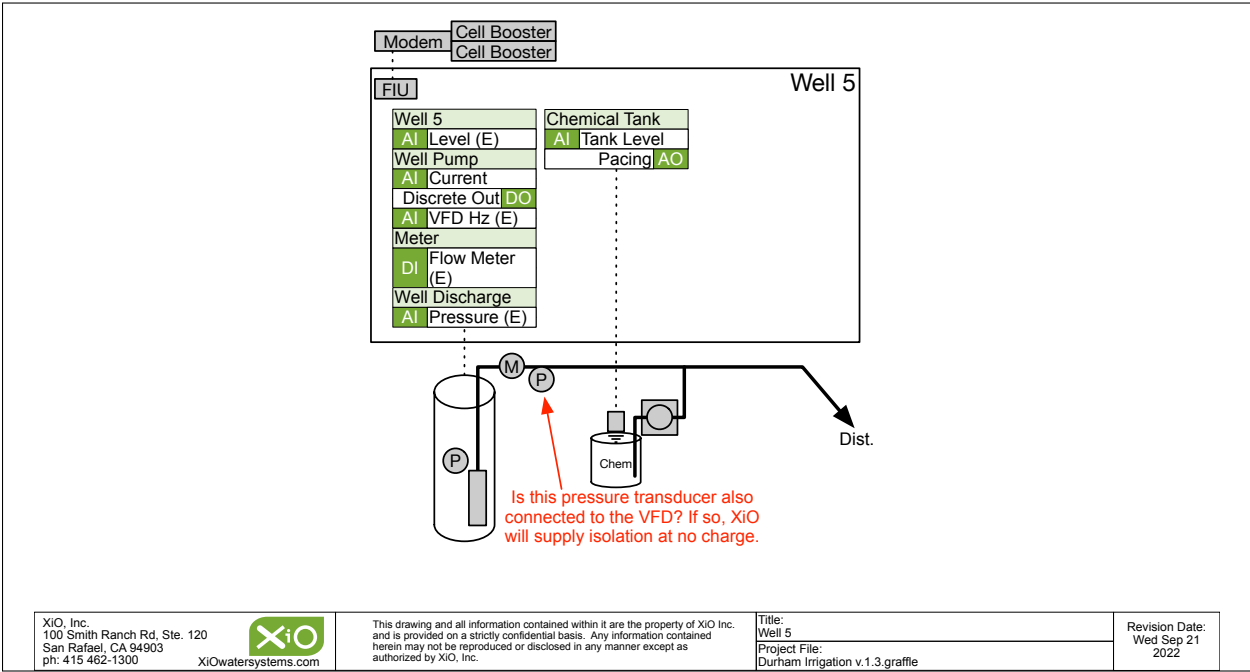 Modem
Cell Booster
Cell Booster
FIU
Well 5
Well 5
AI Level (E)
Well Pump
AI Current
Discrete Out DO
AI VFD Hz (E)
Meter
DI Flow Meter
(E)
Well Discharge
AI Pressure (E)
Chemical Tank
AI Tank Level
Pacing AO
M
P
P
Chem
Dist.
Is this pressure transducer also
connected to the VFD? If so, XiO
will supply isolation at no charge.
XiO, Inc.
100 Smith Ranch Rd, Ste. 120
San Rafael, CA 94903
ph: 415 462-1300
XiO
XiOwatersystems.com
This drawing and all information contained within it are the property of XiO Inc.
and is provided on a strictly confidential basis. Any information contained
herein may not be reproduced or disclosed in any manner except as
authorized by XiO, Inc.
Title:
Well 5
Project File:
Durham Irrigation v.1.3.graffle
Revision Date:
Wed Sep 21
2022